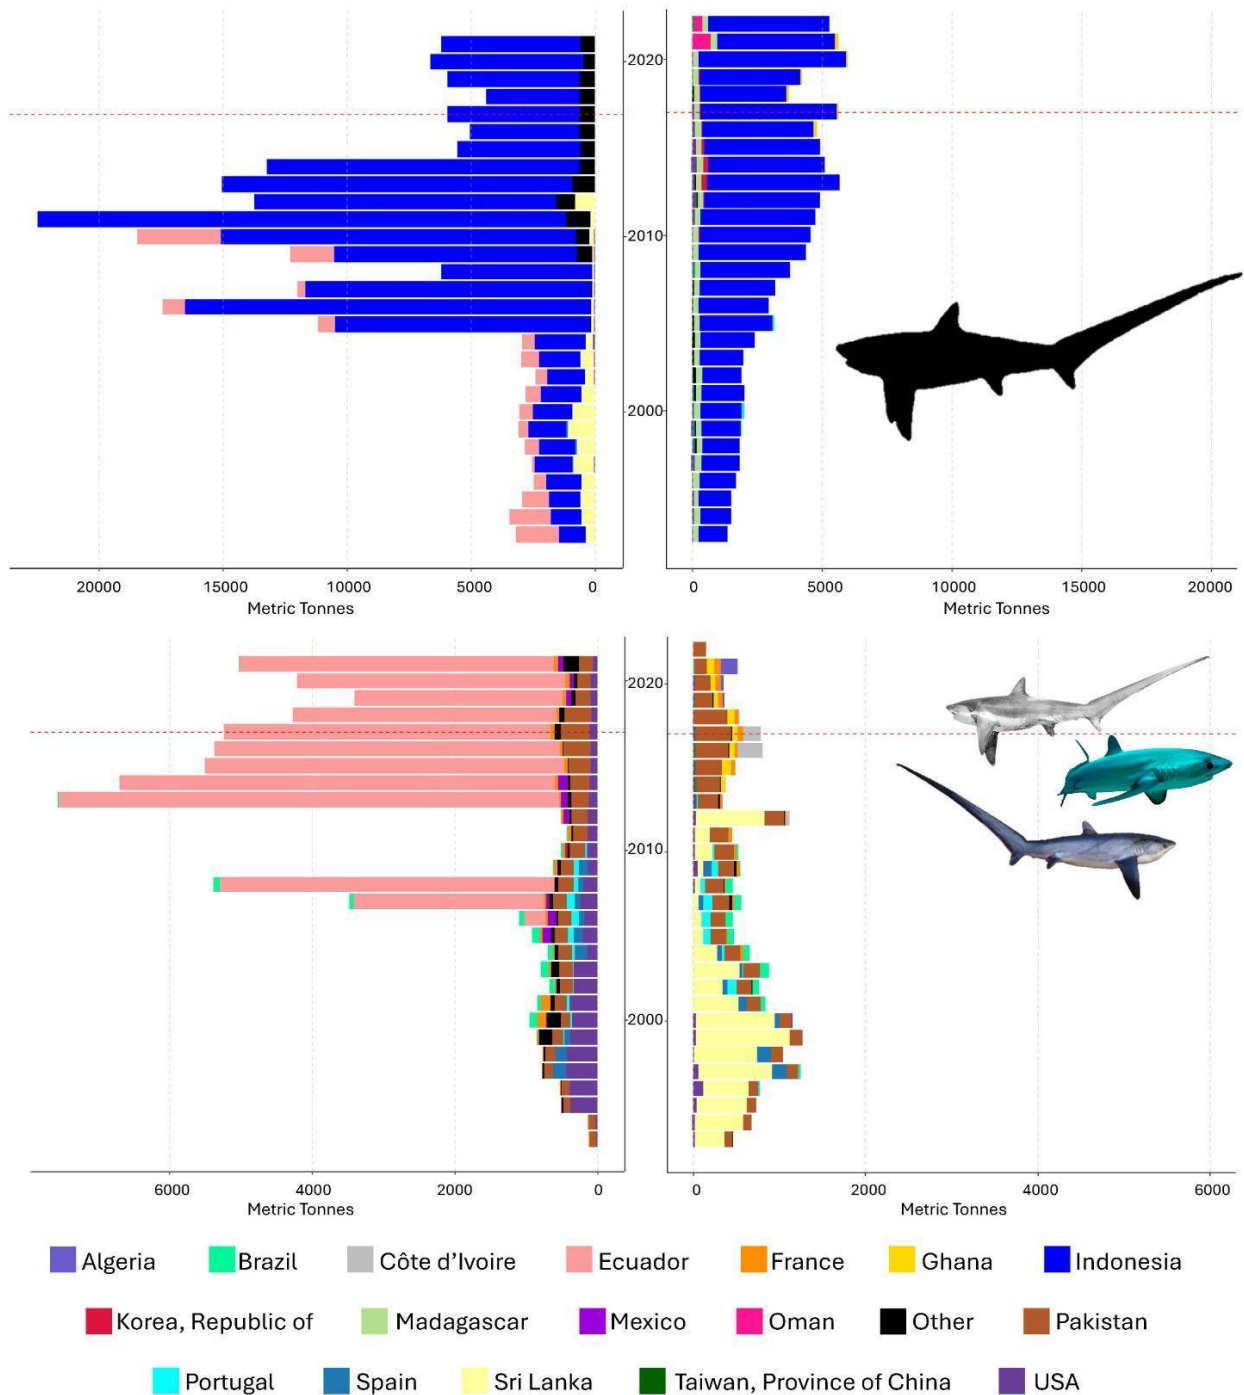 2020
2010
2000
20000 15000 10000 5000 0
0 5000 10000 15000 20000
Metric Tonnes
Metric Tonnes
2020
2010
2000
6000 4000 2000 0
0 2000 4000 6000
Metric Tonnes
Metric Tonnes
Algeria Brazil Côte d’Ivoire Ecuador France Ghana Indonesia
Korea, Republic of Madagascar Mexico Oman Other Pakistan
Portugal Spain Sri Lanka Taiwan, Province of China USA